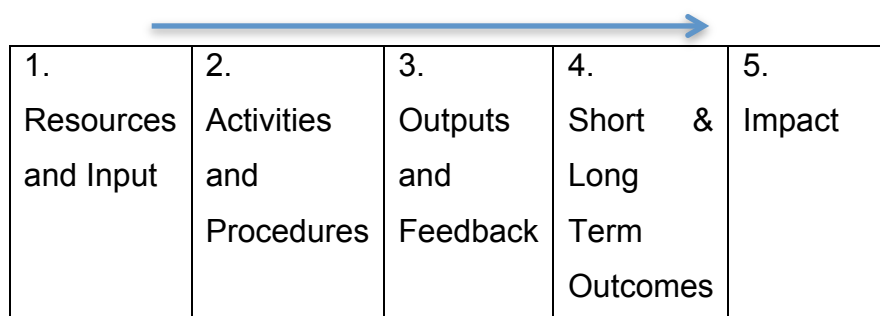 1.
Resources
and Input
2.
Activities
and
Procedures
3.
Outputs
and
Feedback
4.
Short &
Long
Term
Outcomes
5.
Impact